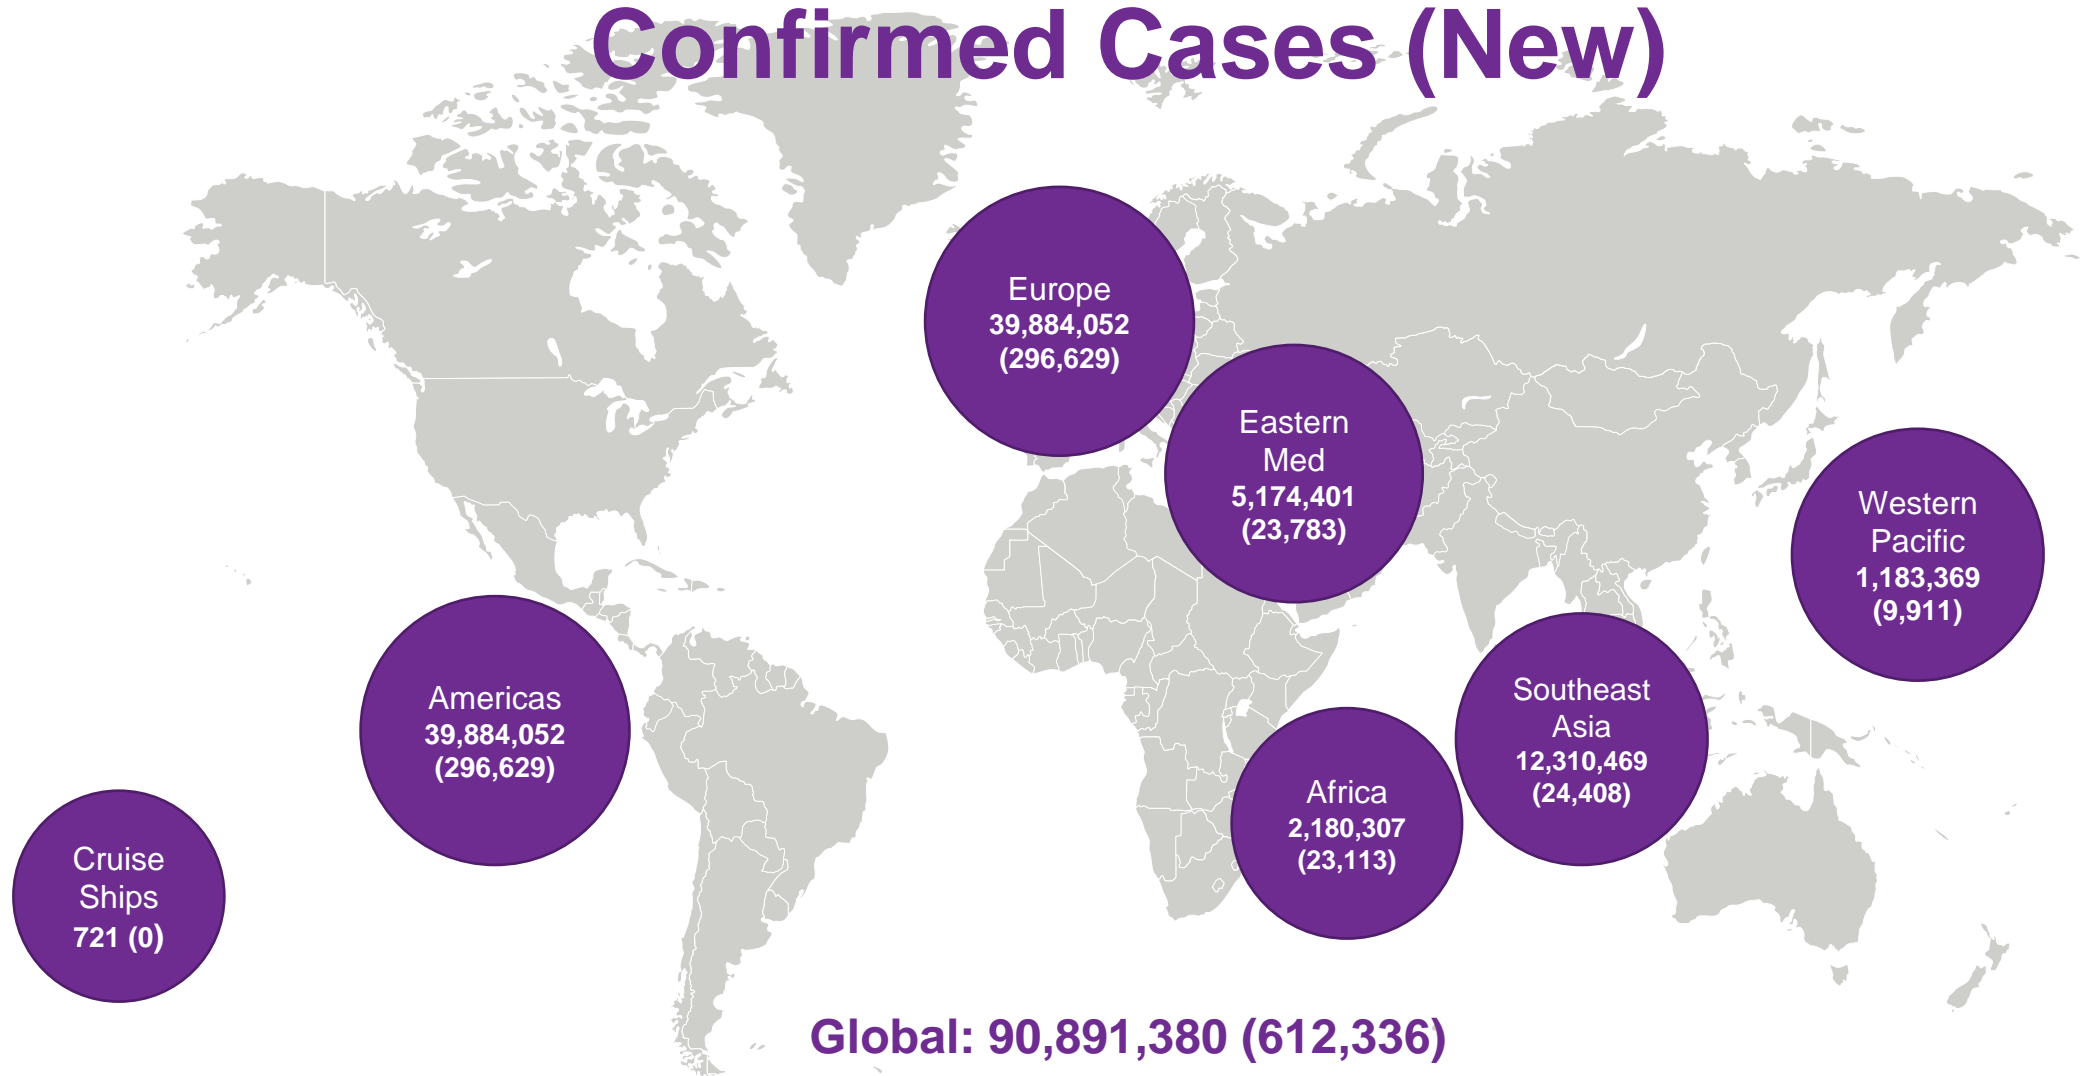 Confirmed Cases (New)
Europe
39,884,052
(296,629)
Eastern
Med
5,174,401
(23,783)
Western
Pacific
1,183,369
(9,911)
Americas
39,884,052
(296,629)
Southeast
Asia
12,310,469
(24,408)
Africa
2,180,307
(23,113)
Cruise
Ships
721 (0)
Global: 90,891,380 (612,336)